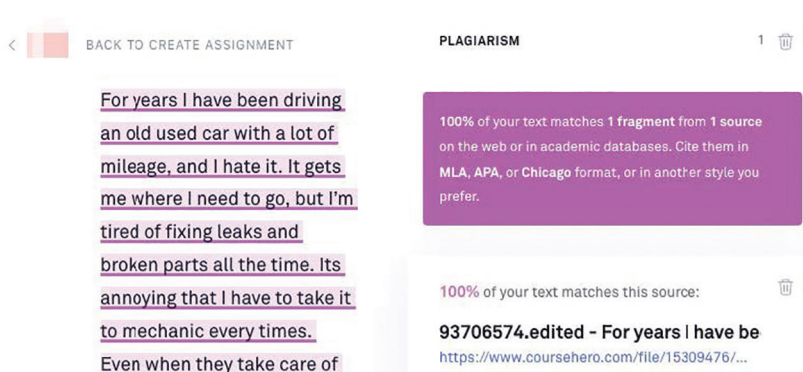 BACK TO CREATE ASSIGNMENT
For years I have been driving
an old used car with a lot of
mileage, and I hate it. It gets
me where I need to go, but I'm
tired of fixing leaks and
broken parts all the time. Its
annoying that I have to take it
to mechanic every times.
Even when they take care of
PLAGIARISM
1
100% of your text matches 1 fragment from 1 source
on the web or in academic databases. Cite them in
MLA, APA, or Chicago format, or in another style you
prefer.
100% of your text matches this source:
93706574.edited - For years I have be
https://www.coursehero.com/file/15309476/...